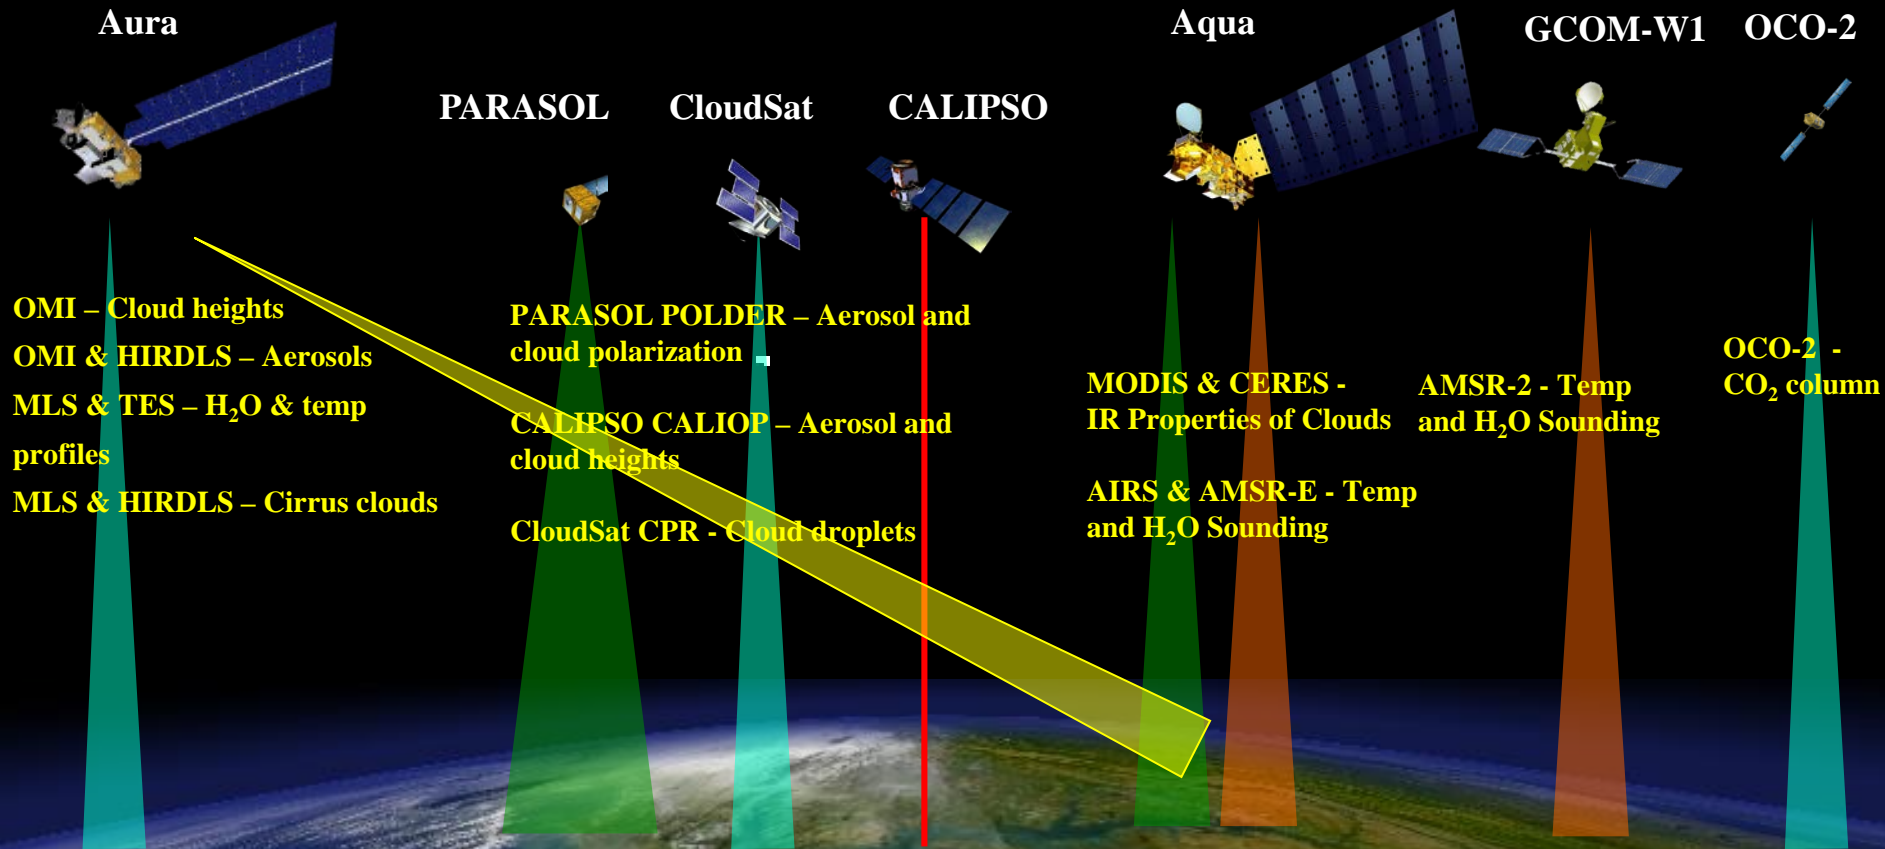 Aura
PARASOL
CloudSat
CALIPSO
Aqua
GCOM-W1
OCO-2
OMI – Cloud heights
OMI & HIRDLS – Aerosols
MLS & TES – H₂O & temp
profiles
MLS & HIRDLS – Cirrus clouds
PARASOL POLDER – Aerosol and
cloud polarization
CALIPSO CALIOP – Aerosol and
cloud heights
CloudSat CPR - Cloud droplets
MODIS & CERES -
IR Properties of Clouds
AIRS & AMSR-E - Temp
and H₂O Sounding
AMSR-2 - Temp
and H₂O Sounding
OCO-2 -
CO₂ column